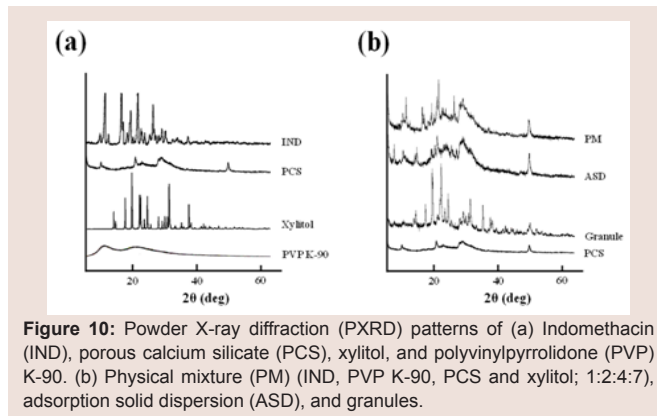 (a)
IND
PCS
Xylitol
PVP K-90
20
40
60
2θ (deg)
(b)
PM
ASD
Granule
PCS
20
40
60
2θ (deg)
Figure 10: Powder X-ray diffraction (PXRD) patterns of (a) Indomethacin
(IND), porous calcium silicate (PCS), xylitol, and polyvinylpyrrolidone (PVP)
K-90. (b) Physical mixture (PM) (IND, PVP K-90, PCS and xylitol; 1:2:4:7),
adsorption solid dispersion (ASD), and granules.